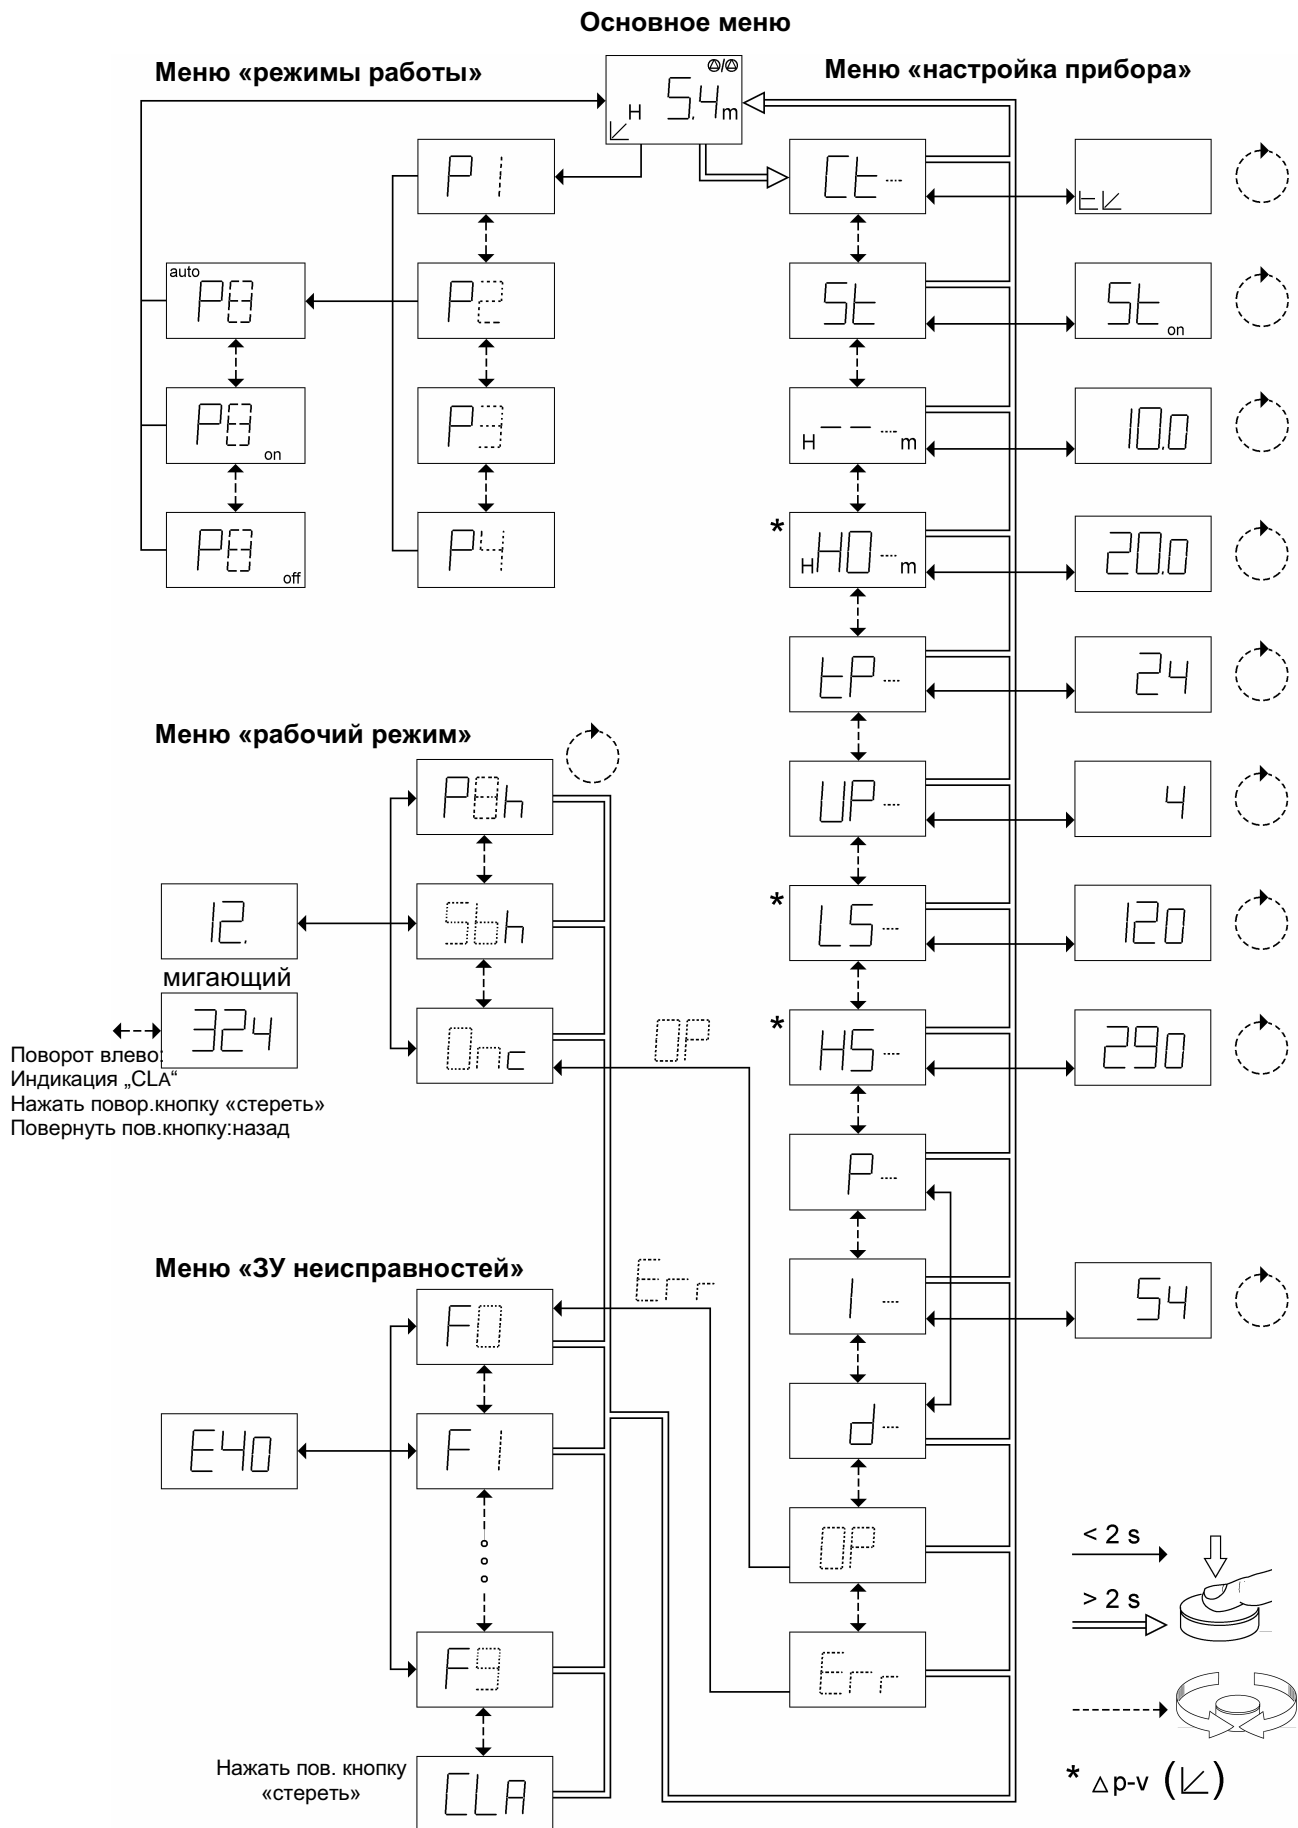 Основное меню
Меню «режимы работы»
Меню «настройка прибора»
H 5.4 m
P1
Ct
auto
P8
P2
St
St on
P8 on
P3
H m
10.0
P8 off
P4
*
H H0 m
20.0
tP
24
Меню «рабочий режим»
P8h
UP
4
12.
Sbh
*
LS
120
мигающий
324
0nc
OP
*
HS
290
Поворот влево:
Индикация „CLA“
Нажать повор.кнопку «стереть»
Повернуть пов.кнопку:назад
P
Меню «ЗУ неисправностей»
Err
F0
I
54
E40
F1
d
OP
< 2 s
> 2 s
F9
Err
Нажать пов. кнопку
«стереть»
CLA
* Δ p-v (⌊∕)